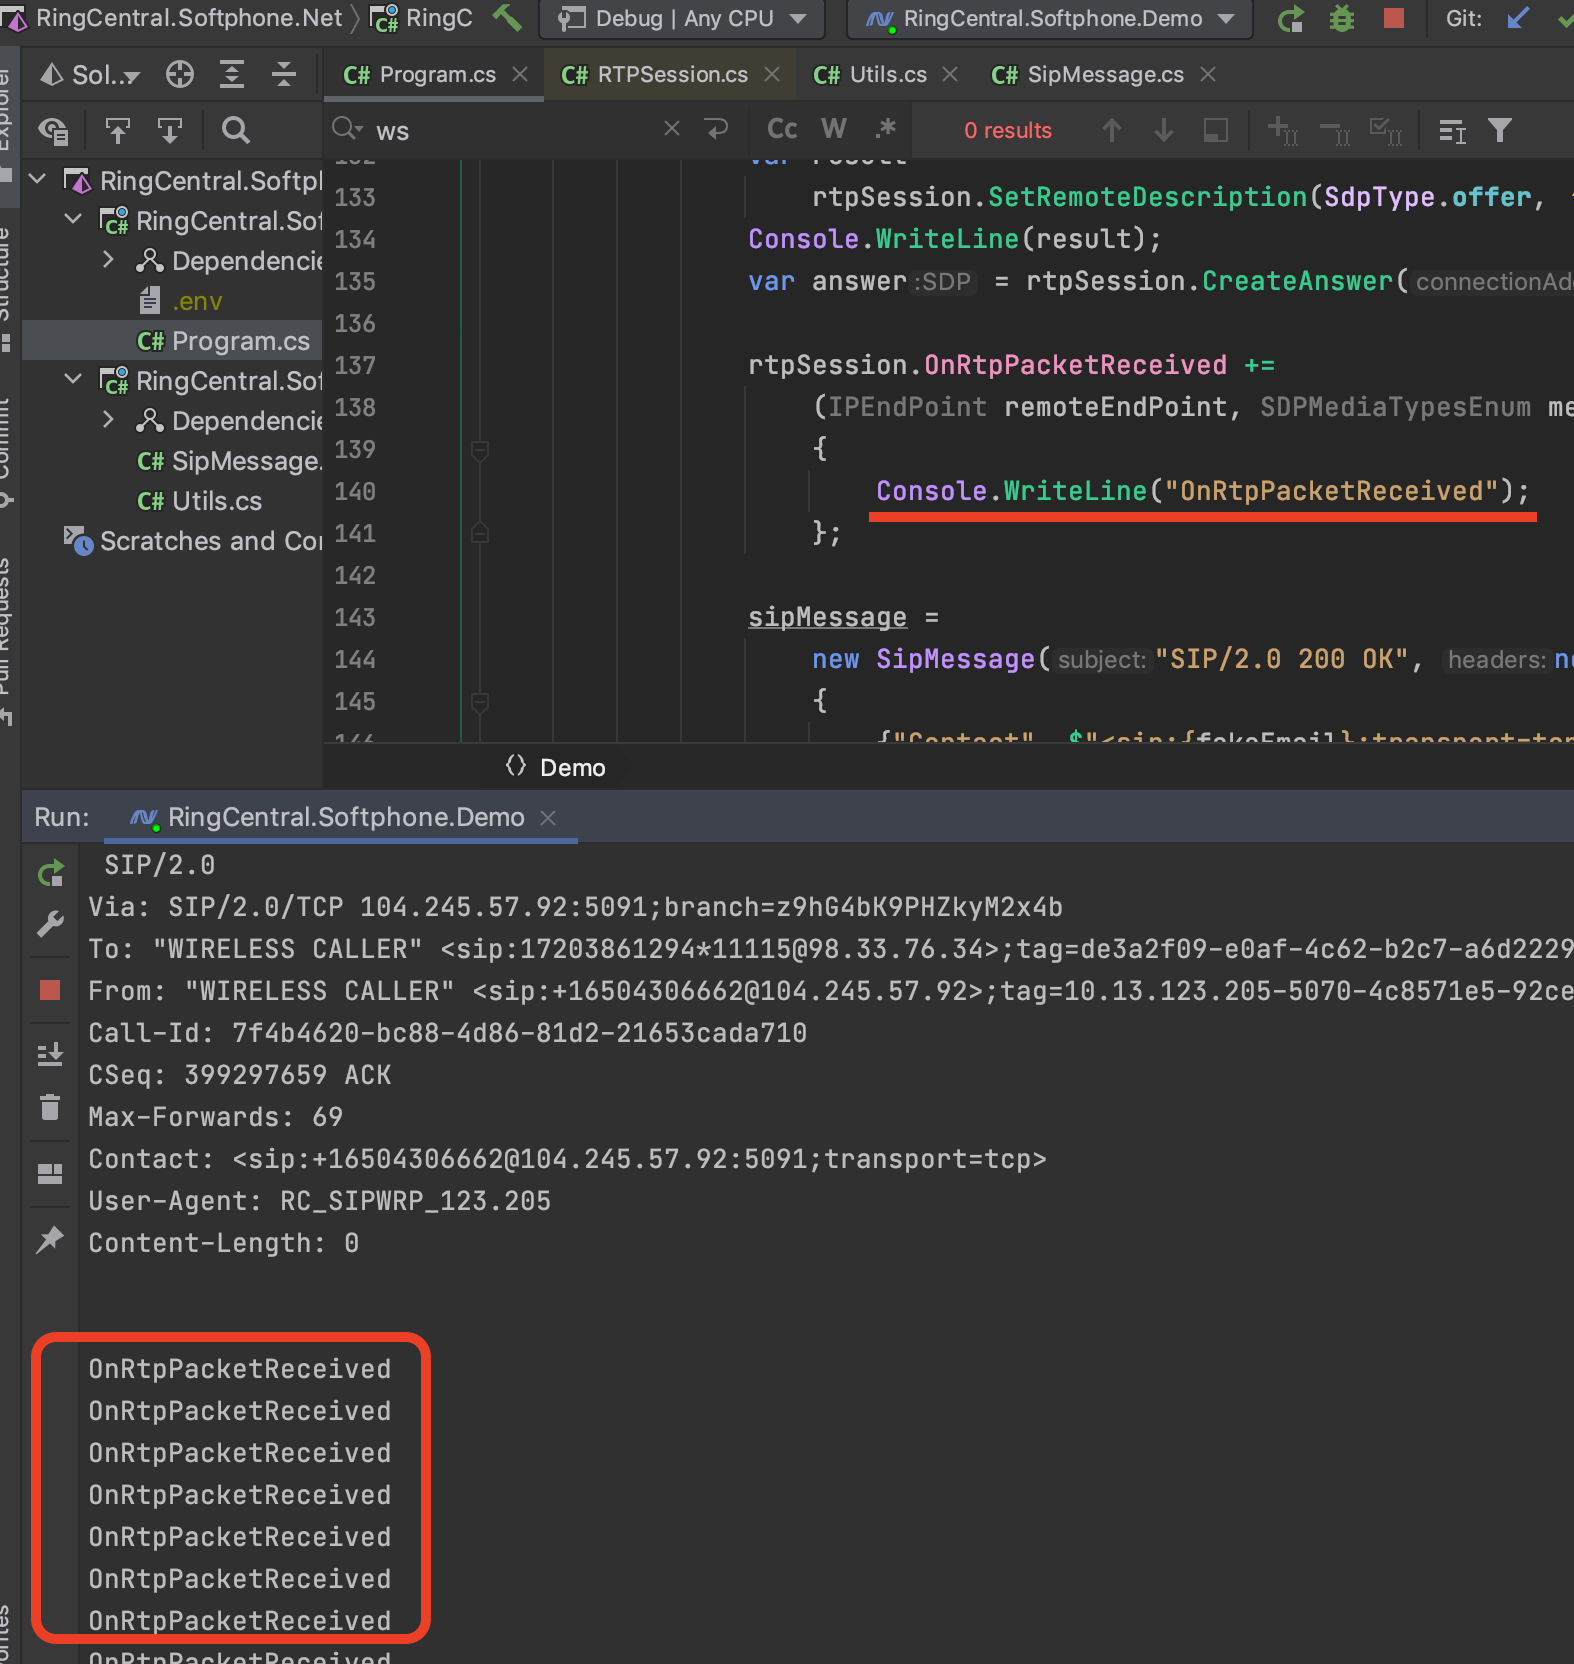 RingCentral.Softphone.Net
RingC
Debug | Any CPU
RingCentral.Softphone.Demo
Git:
Explorer
Structure
Commit
Pull Requests
Sol...
Program.cs
RTPSession.cs
Utils.cs
SipMessage.cs
ws
Cc W .*
0 results
RingCentral.Softp
RingCentral.Sof
Dependencie
.env
C# Program.cs
RingCentral.Sof
Dependencie
C# SipMessage.
C# Utils.cs
Scratches and Co
132 var result
133 rtpSession.SetRemoteDescription(SdpType.offer,
134 Console.WriteLine(result);
135 var answer :SDP = rtpSession.CreateAnswer( connectionAdd
136
137 rtpSession.OnRtpPacketReceived +=
138 (IPEndPoint remoteEndPoint, SDPMediaTypesEnum me
139 {
140 Console.WriteLine("OnRtpPacketReceived");
141 };
142
143 sipMessage =
144 new SipMessage( subject: "SIP/2.0 200 OK", headers: ne
145 {
146 {"Contact", $"<sip:{fakeEmail};transport=tcp
Demo
Run: RingCentral.Softphone.Demo
SIP/2.0
Via: SIP/2.0/TCP 104.245.57.92:5091;branch=z9hG4bK9PHZkyM2x4b
To: "WIRELESS CALLER" <sip:17203861294*11115@98.33.76.34>;tag=de3a2f09-e0af-4c62-b2c7-a6d2229
From: "WIRELESS CALLER" <sip:+16504306662@104.245.57.92>;tag=10.13.123.205-5070-4c8571e5-92ce
Call-Id: 7f4b4620-bc88-4d86-81d2-21653cada710
CSeq: 399297659 ACK
Max-Forwards: 69
Contact: <sip:+16504306662@104.245.57.92:5091;transport=tcp>
User-Agent: RC_SIPWRP_123.205
Content-Length: 0
OnRtpPacketReceived
OnRtpPacketReceived
OnRtpPacketReceived
OnRtpPacketReceived
OnRtpPacketReceived
OnRtpPacketReceived
OnRtpPacketReceived
OnRtpPacketReceived